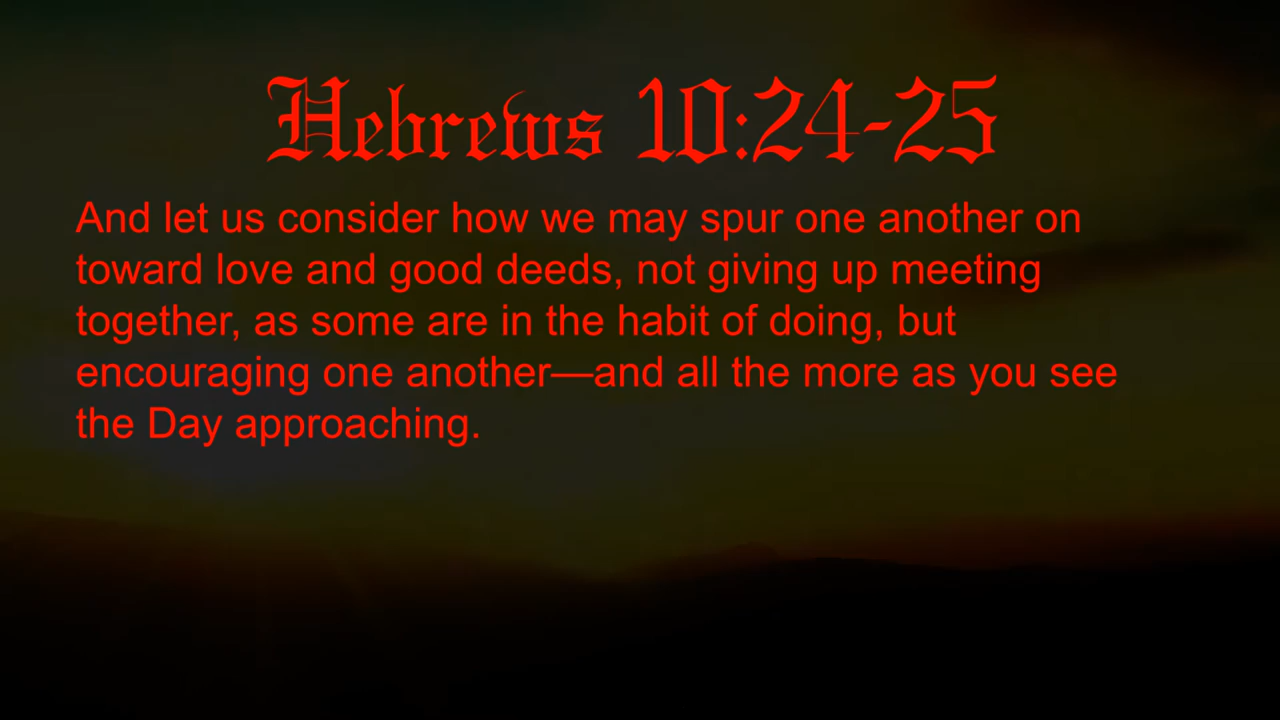 Hebrews 10:24-25
And let us consider how we may spur one another on
toward love and good deeds, not giving up meeting
together, as some are in the habit of doing, but
encouraging one another—and all the more as you see
the Day approaching.